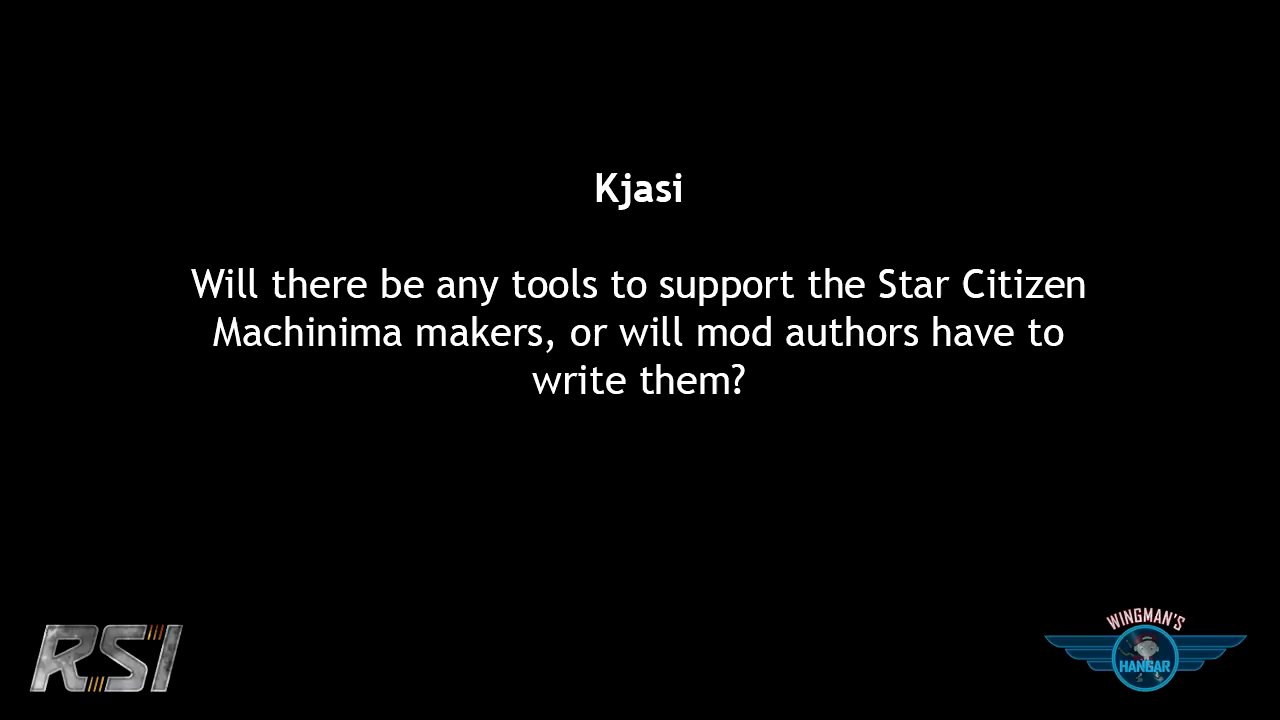 Kjasi
Will there be any tools to support the Star Citizen
Machinima makers, or will mod authors have to
write them?
RSI
WINGMAN'S
HANGAR